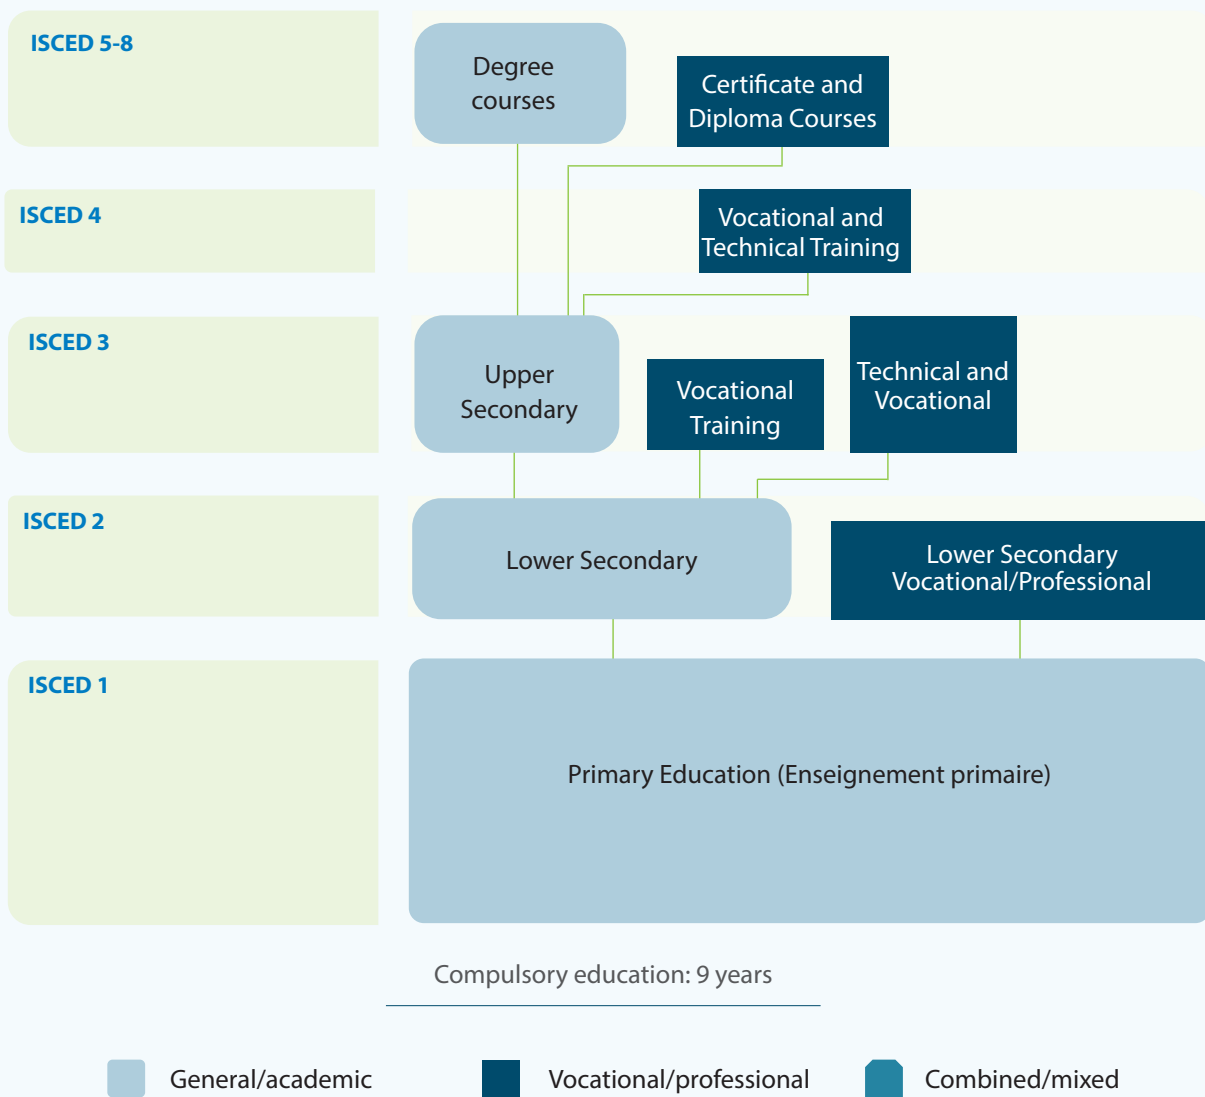 ISCED 5-8
Degree
courses
Certificate and
Diploma Courses
ISCED 4
Vocational and
Technical Training
ISCED 3
Upper
Secondary
Vocational
Training
Technical and
Vocational
ISCED 2
Lower Secondary
Lower Secondary
Vocational/Professional
ISCED 1
Primary Education (Enseignement primaire)
Compulsory education: 9 years
General/academic
Vocational/professional
Combined/mixed